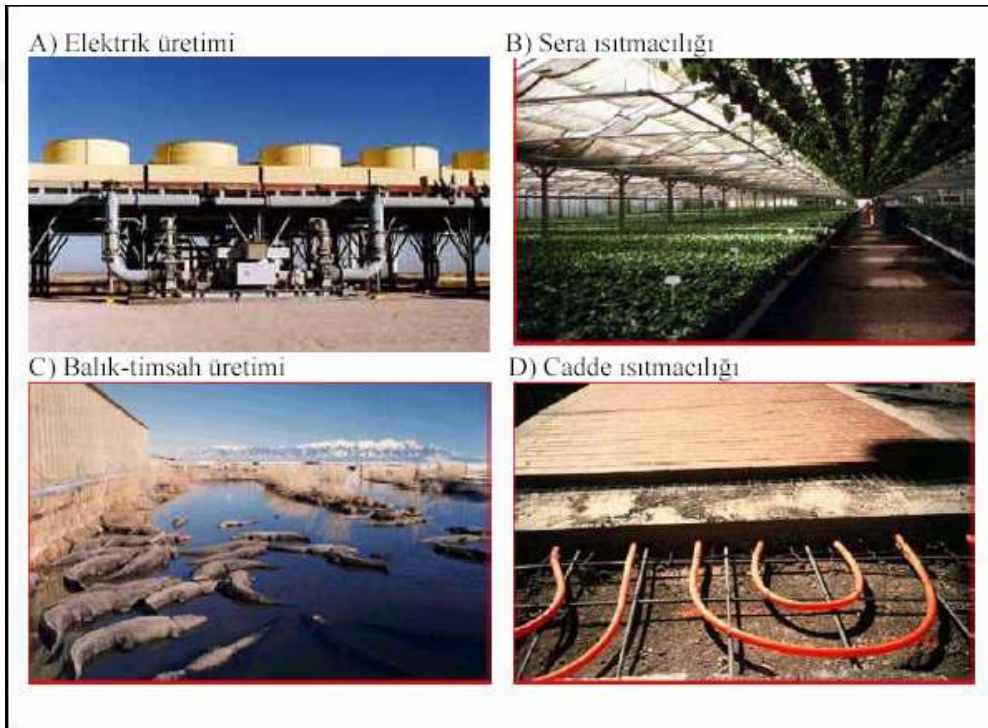 A) Elektrik üretimi
B) Sera ısıtmacılığı
C) Balık-timsah üretimi
D) Cadde ısıtmacılığı